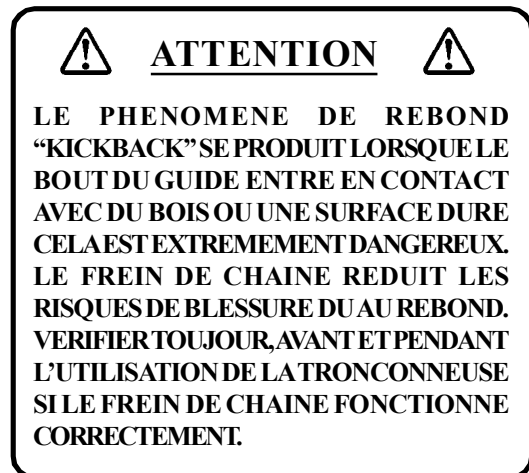 ATTENTION
LE PHENOMENE DE REBOND
“KICKBACK” SE PRODUIT LORSQUE LE
BOUT DU GUIDE ENTRE EN CONTACT
AVEC DU BOIS OU UNE SURFACE DURE
CELA EST EXTREMEMENT DANGEREUX.
LE FREIN DE CHAINE REDUIT LES
RISQUES DE BLESSURE DU AU REBOND.
VERIFIER TOUJOUR, AVANT ET PENDANT
L’UTILISATION DE LA TRONCONNEUSE
SI LE FREIN DE CHAINE FONCTIONNE
CORRECTEMENT.